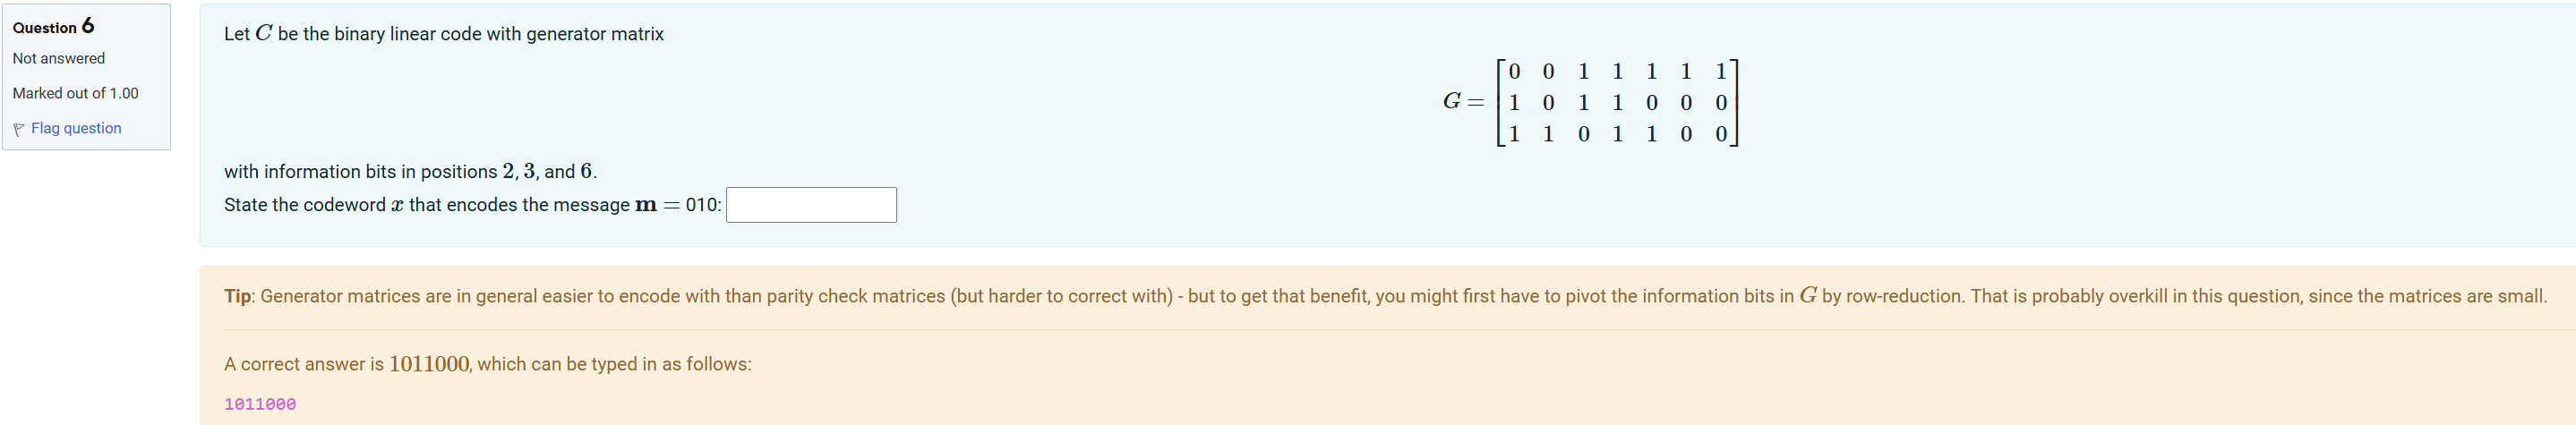 Question 6
Not answered
Marked out of 1.00
Flag question
Let C be the binary linear code with generator matrix
G = [0 0 1 1 1 1 1
1 0 1 1 0 0 0
1 1 0 1 1 0 0]
with information bits in positions 2, 3, and 6.
State the codeword x that encodes the message m = 010:
Tip: Generator matrices are in general easier to encode with than parity check matrices (but harder to correct with) - but to get that benefit, you might first have to pivot the information bits in G by row-reduction. That is probably overkill in this question, since the matrices are small.
A correct answer is 1011000, which can be typed in as follows:
1011000